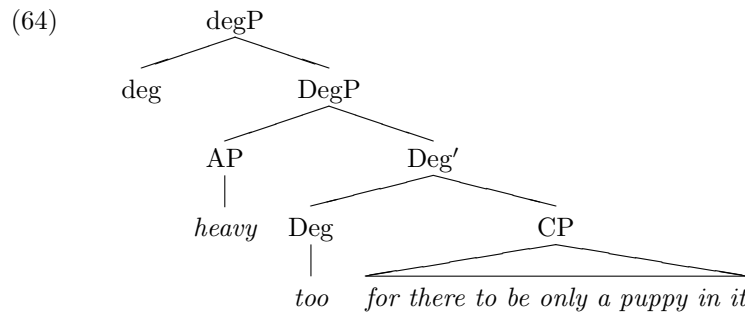 (64) degP
deg DegP
AP Deg′
heavy Deg CP
too for there to be only a puppy in it